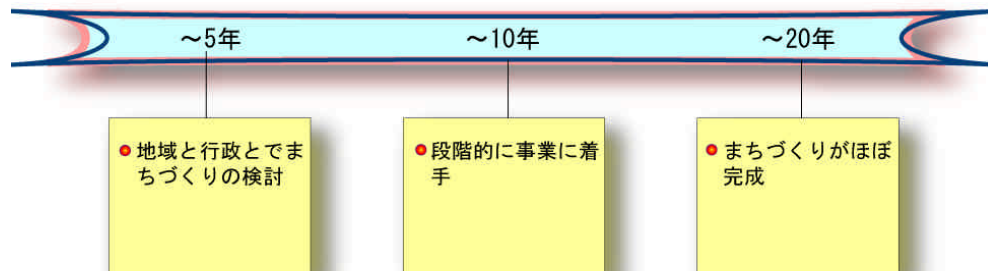 ～5年
～10年
～20年
地域と行政とでま
ちづくりの検討
段階的に事業に着
手
まちづくりがほぼ
完成